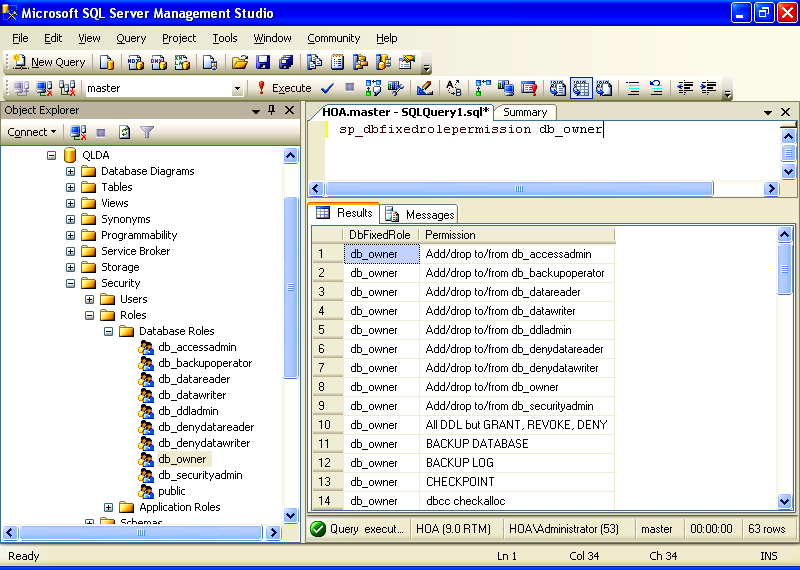 Microsoft SQL Server Management Studio
File Edit View Query Project Tools Window Community Help
New Query
master Execute
Object Explorer
Connect
QLDA
Database Diagrams
Tables
Views
Synonyms
Programmability
Service Broker
Storage
Security
Users
Roles
Database Roles
db_accessadmin
db_backupoperator
db_datareader
db_datawriter
db_ddladmin
db_denydatareader
db_denydatawriter
db_owner
db_securityadmin
public
Application Roles
Schemas
HOA.master - SQLQuery1.sql* Summary
sp_dbfixedrolepermission db_owner
Results Messages
DbFixedRole Permission
1 db_owner Add/drop to/from db_accessadmin
2 db_owner Add/drop to/from db_backupoperator
3 db_owner Add/drop to/from db_datareader
4 db_owner Add/drop to/from db_datawriter
5 db_owner Add/drop to/from db_ddladmin
6 db_owner Add/drop to/from db_denydatareader
7 db_owner Add/drop to/from db_denydatawriter
8 db_owner Add/drop to/from db_owner
9 db_owner Add/drop to/from db_securityadmin
10 db_owner All DDL but GRANT, REVOKE, DENY
11 db_owner BACKUP DATABASE
12 db_owner BACKUP LOG
13 db_owner CHECKPOINT
14 db_owner dbcc checkalloc
Query execut... HOA (9.0 RTM) HOA\Administrator (53) master 00:00:00 63 rows
Ready Ln 1 Col 34 Ch 34 INS